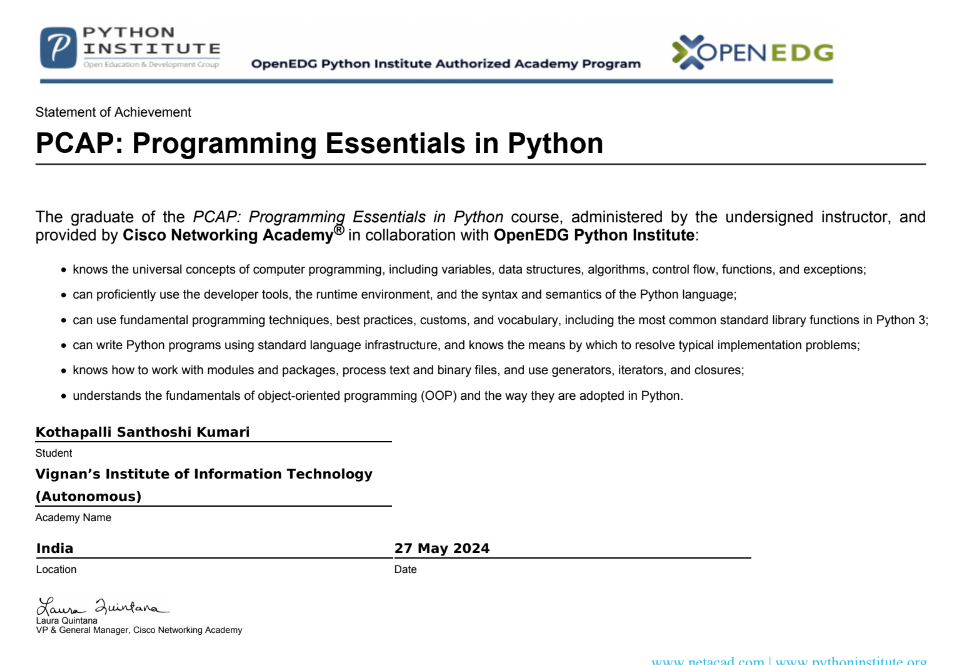 PYTHON
INSTITUTE
Open Education & Development Group
OpenEDG Python Institute Authorized Academy Program
OPENEDG
Statement of Achievement
PCAP: Programming Essentials in Python
The graduate of the PCAP: Programming Essentials in Python course, administered by the undersigned instructor, and
provided by Cisco Networking Academy® in collaboration with OpenEDG Python Institute:
• knows the universal concepts of computer programming, including variables, data structures, algorithms, control flow, functions, and exceptions;
• can proficiently use the developer tools, the runtime environment, and the syntax and semantics of the Python language;
• can use fundamental programming techniques, best practices, customs, and vocabulary, including the most common standard library functions in Python 3;
• can write Python programs using standard language infrastructure, and knows the means by which to resolve typical implementation problems;
• knows how to work with modules and packages, process text and binary files, and use generators, iterators, and closures;
• understands the fundamentals of object-oriented programming (OOP) and the way they are adopted in Python.
Kothapalli Santhoshi Kumari
Student
Vignan’s Institute of Information Technology
(Autonomous)
Academy Name
India 27 May 2024
Location Date
Laura Quintana
Laura Quintana
VP & General Manager, Cisco Networking Academy
www.netacad.com | www.pythoninstitute.org